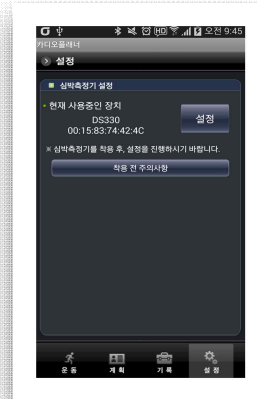 오전 9:45
카디오플래너
설정
심박측정기 설정
현재 사용중인 장치
DS330
00:15:83:74:42:4C
설정
※ 심박측정기를 착용 후, 설정을 진행하시기 바랍니다.
착용 전 주의사항
운동 계획 기록 설정